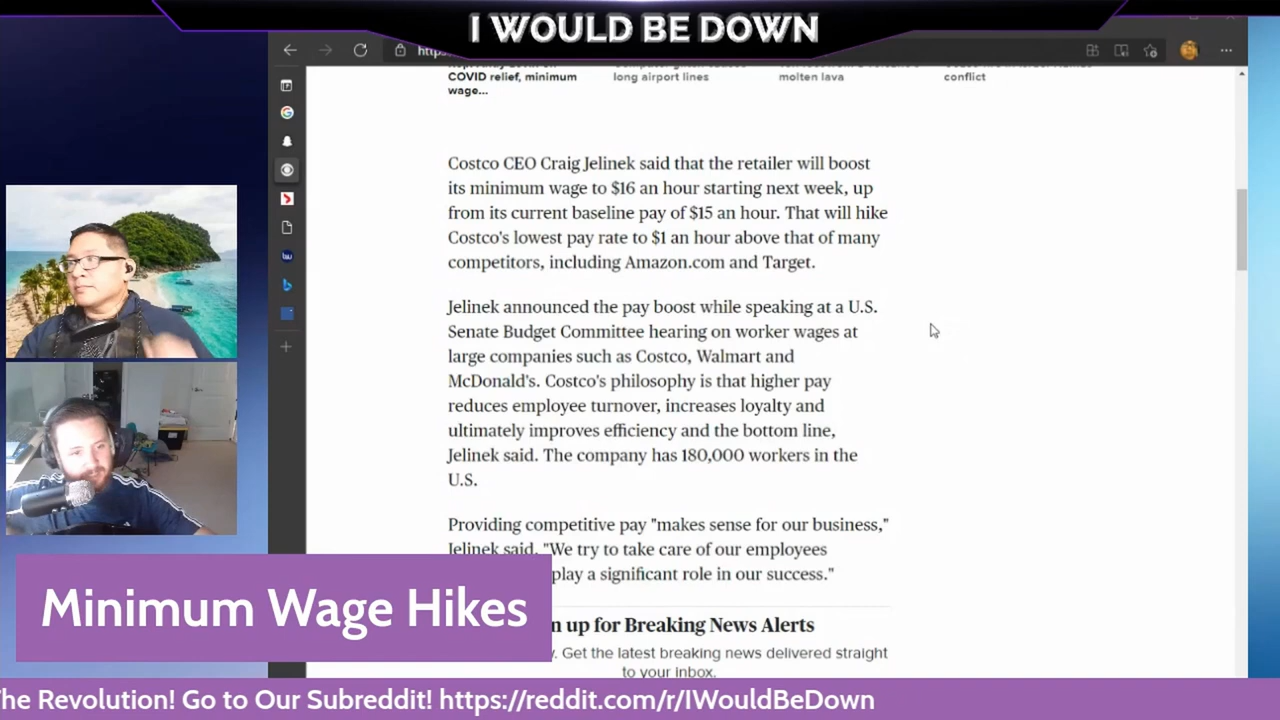 I WOULD BE DOWN
COVID relief, minimum
wage...
long airport lines
molten lava
conflict
Costco CEO Craig Jelinek said that the retailer will boost
its minimum wage to $16 an hour starting next week, up
from its current baseline pay of $15 an hour. That will hike
Costco's lowest pay rate to $1 an hour above that of many
competitors, including Amazon.com and Target.
Jelinek announced the pay boost while speaking at a U.S.
Senate Budget Committee hearing on worker wages at
large companies such as Costco, Walmart and
McDonald's. Costco's philosophy is that higher pay
reduces employee turnover, increases loyalty and
ultimately improves efficiency and the bottom line,
Jelinek said. The company has 180,000 workers in the
U.S.
Providing competitive pay "makes sense for our business,"
Jelinek said. "We try to take care of our employees
play a significant role in our success."
up for Breaking News Alerts
Get the latest breaking news delivered straight
to your inbox.
Minimum Wage Hikes
The Revolution! Go to Our Subreddit! https://reddit.com/r/IWouldBeDown